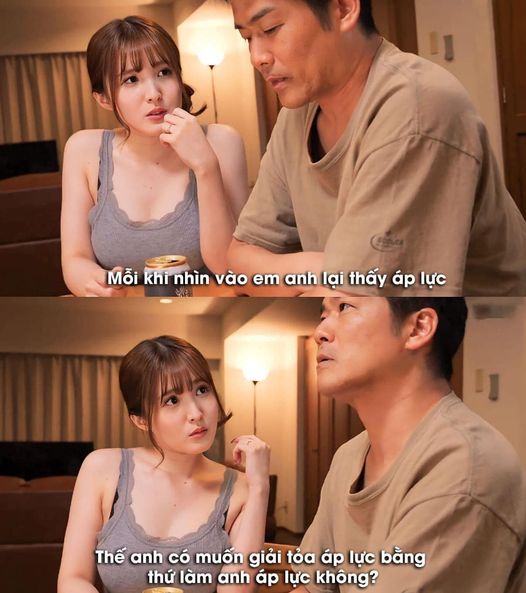 Mỗi khi nhìn vào em anh lại thấy áp lực
Thế anh có muốn giải tỏa áp lực bằng
thứ làm anh áp lực không?